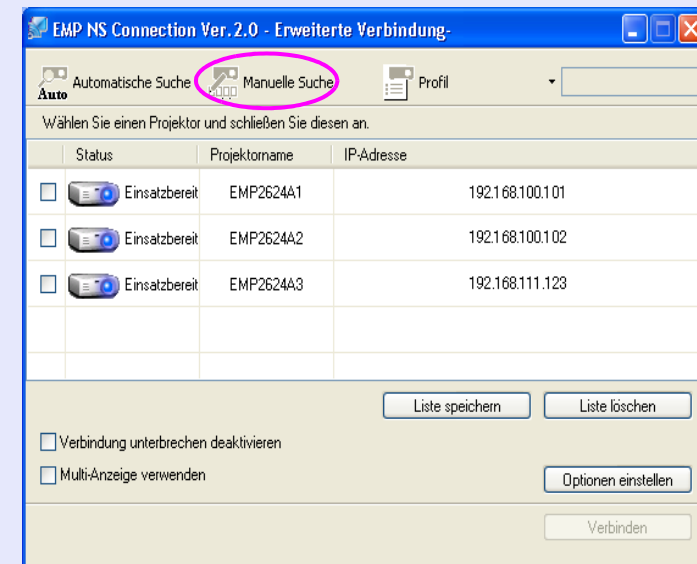 EMP NS Connection Ver.2.0 - Erweiterte Verbindung-
Auto Automatische Suche Manuelle Suche Profil
Wählen Sie einen Projektor und schließen Sie diesen an.
Status Projektorname IP-Adresse
Einsatzbereit EMP2624A1 192.168.100.101
Einsatzbereit EMP2624A2 192.168.100.102
Einsatzbereit EMP2624A3 192.168.111.123
Liste speichern Liste löschen
Verbindung unterbrechen deaktivieren
Multi-Anzeige verwenden Optionen einstellen
Verbinden